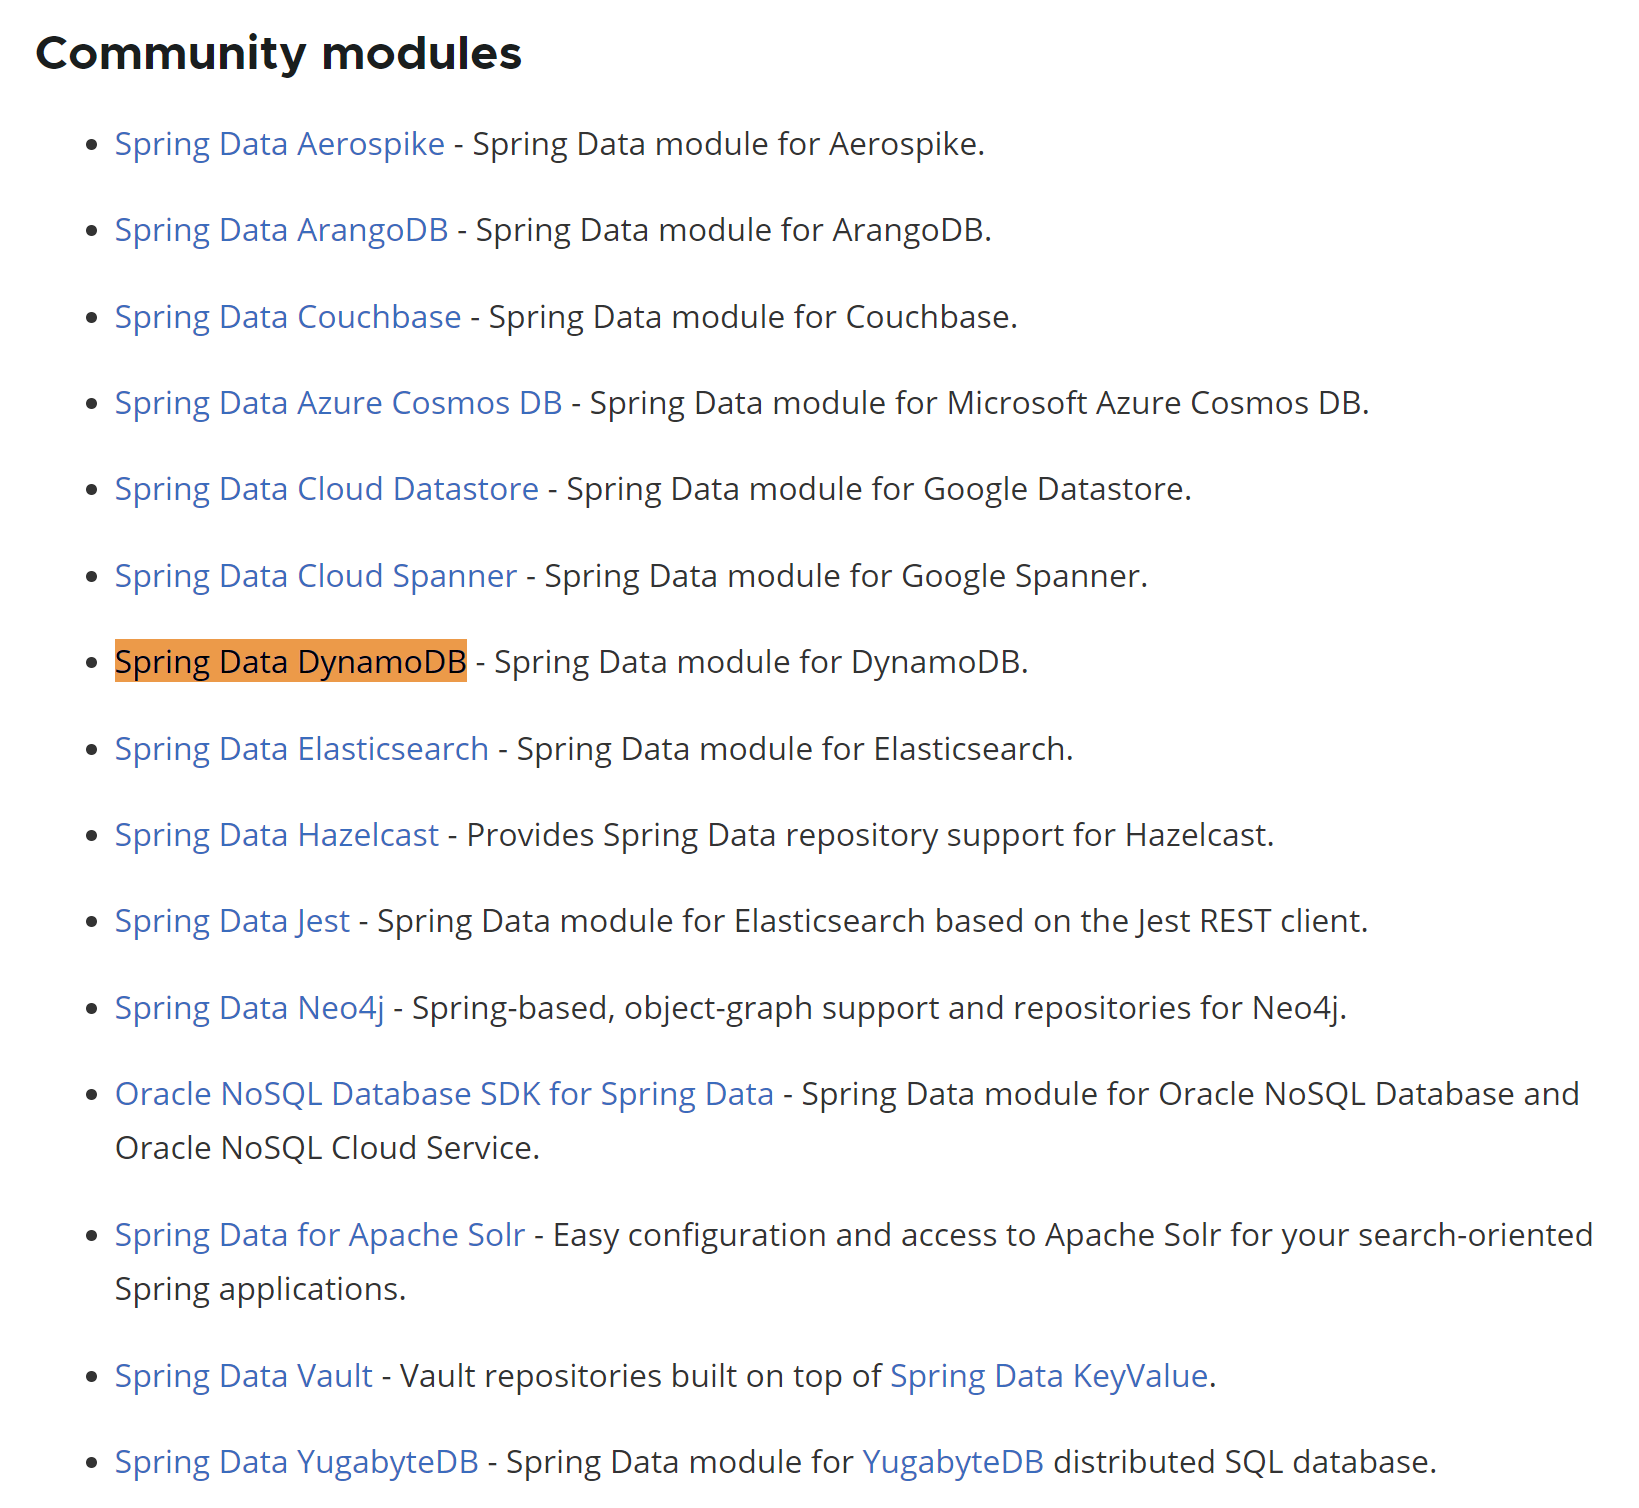 Community modules
Spring Data Aerospike - Spring Data module for Aerospike.
Spring Data ArangoDB - Spring Data module for ArangoDB.
Spring Data Couchbase - Spring Data module for Couchbase.
Spring Data Azure Cosmos DB - Spring Data module for Microsoft Azure Cosmos DB.
Spring Data Cloud Datastore - Spring Data module for Google Datastore.
Spring Data Cloud Spanner - Spring Data module for Google Spanner.
Spring Data DynamoDB - Spring Data module for DynamoDB.
Spring Data Elasticsearch - Spring Data module for Elasticsearch.
Spring Data Hazelcast - Provides Spring Data repository support for Hazelcast.
Spring Data Jest - Spring Data module for Elasticsearch based on the Jest REST client.
Spring Data Neo4j - Spring-based, object-graph support and repositories for Neo4j.
Oracle NoSQL Database SDK for Spring Data - Spring Data module for Oracle NoSQL Database and
Oracle NoSQL Cloud Service.
Spring Data for Apache Solr - Easy configuration and access to Apache Solr for your search-oriented
Spring applications.
Spring Data Vault - Vault repositories built on top of Spring Data KeyValue.
Spring Data YugabyteDB - Spring Data module for YugabyteDB distributed SQL database.